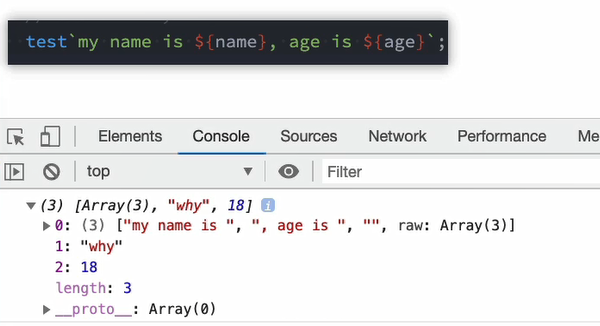 test`my name is ${name}, age is ${age}`;
Elements Console Sources Network Performance Me
top ▼ Filter
▼ (3) [Array(3), "why", 18] i
▶ 0: (3) ["my name is ", ", age is ", "", raw: Array(3)]
1: "why"
2: 18
length: 3
▶ __proto__: Array(0)